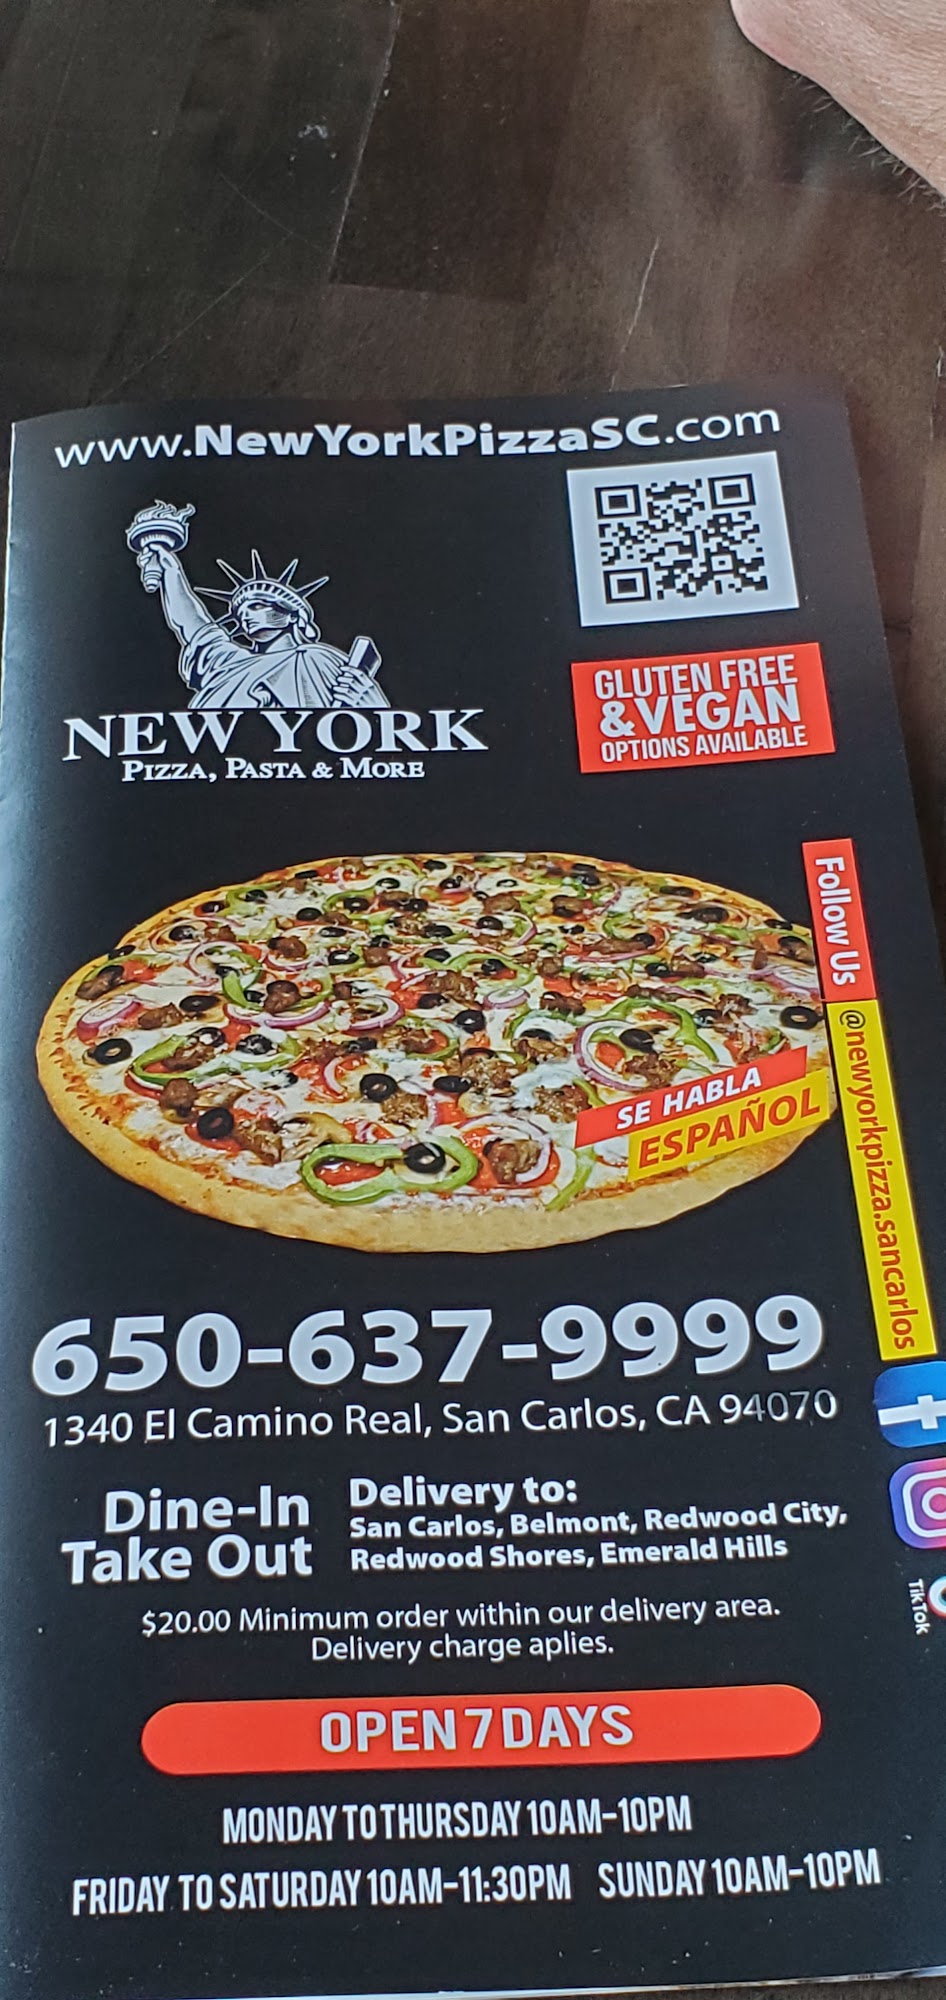 www.NewYorkPizzaSC.com
NEW YORK
PIZZA, PASTA & MORE
GLUTEN FREE
& VEGAN
OPTIONS AVAILABLE
Follow Us
@newyorkpizza.sancarlos
SE HABLA
ESPAÑOL
650-637-9999
1340 El Camino Real, San Carlos, CA 94070
Dine-In
Take Out
Delivery to:
San Carlos, Belmont, Redwood City,
Redwood Shores, Emerald Hills
TikTok
$20.00 Minimum order within our delivery area.
Delivery charge aplies.
OPEN 7 DAYS
MONDAY TO THURSDAY 10AM-10PM
FRIDAY TO SATURDAY 10AM-11:30PM SUNDAY 10AM-10PM